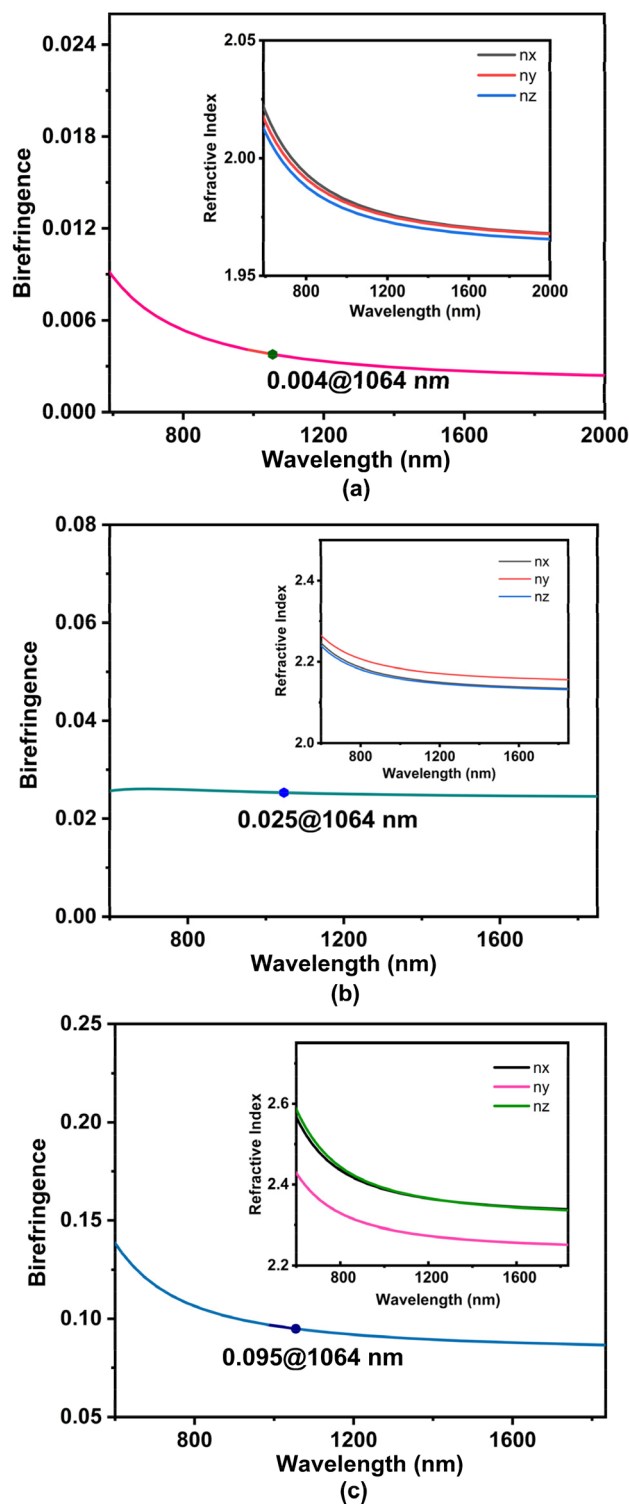 0.024
0.018
0.012
0.006
0.000
Birefringence
2.05
2.00
1.95
Refractive Index
nx
ny
nz
800 1200 1600 2000
Wavelength (nm)
0.004@1064 nm
800 1200 1600 2000
Wavelength (nm)
(a)
0.08
0.06
0.04
0.02
0.00
Birefringence
2.4
2.2
2.0
Refractive Index
nx
ny
nz
800 1200 1600
Wavelength (nm)
0.025@1064 nm
800 1200 1600
Wavelength (nm)
(b)
0.25
0.20
0.15
0.10
0.05
Birefringence
2.6
2.4
2.2
Refractive Index
nx
ny
nz
800 1200 1600
Wavelength (nm)
0.095@1064 nm
800 1200 1600
Wavelength (nm)
(c)